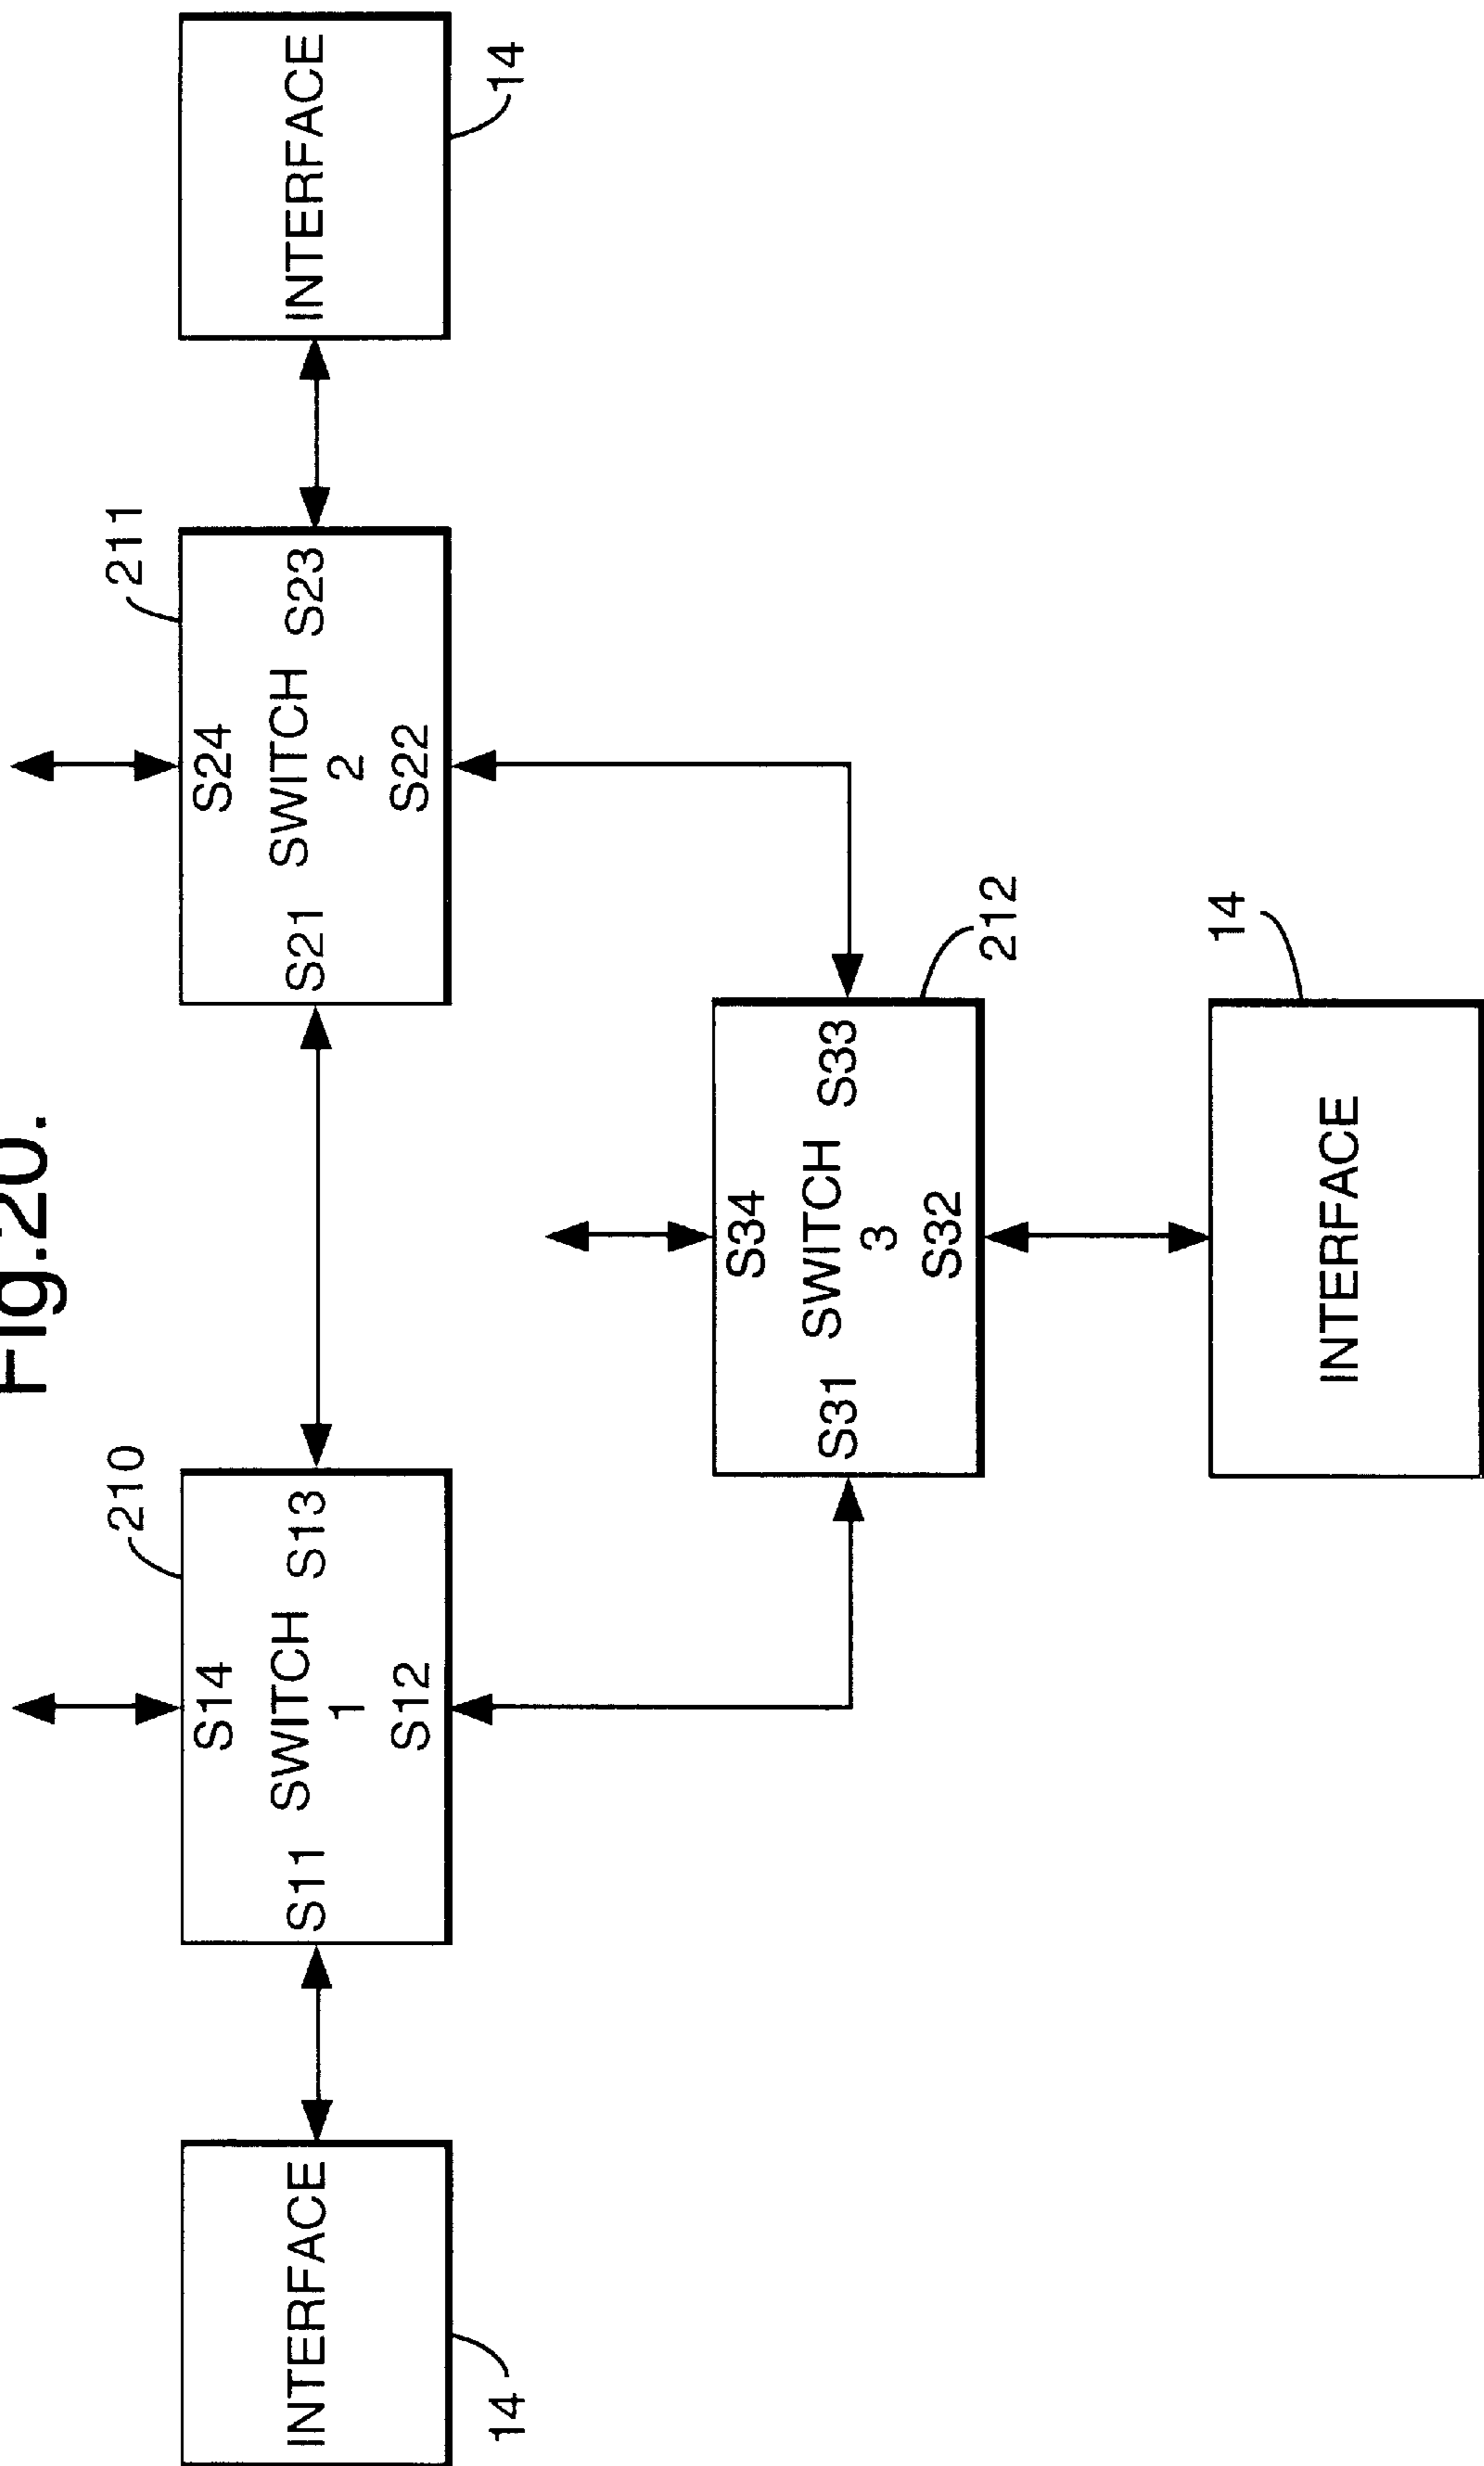 Fig.20.
210
211
S14
S24
INTERFACE
S11 SWITCH S13
1
S12
S21 SWITCH S23
2
S22
INTERFACE
14
14
S34
S31 SWITCH S33
3
S32
212
INTERFACE
14